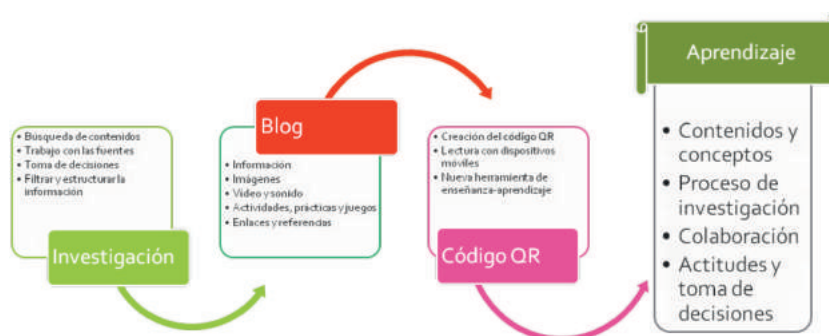 • Búsqueda de contenidos
• Trabajo con las fuentes
• Toma de decisiones
• Filtrar y estructurar la
información
Investigación
Blog
• Información
• Imágenes
• Vídeo y sonido
• Actividades, prácticas y juegos
• Enlaces y referencias
• Creación del código QR
• Lectura con dispositivos
móviles
• Nueva herramienta de
enseñanza-aprendizaje
Código QR
Aprendizaje
• Contenidos y
conceptos
• Proceso de
investigación
• Colaboración
• Actitudes y
toma de
decisiones